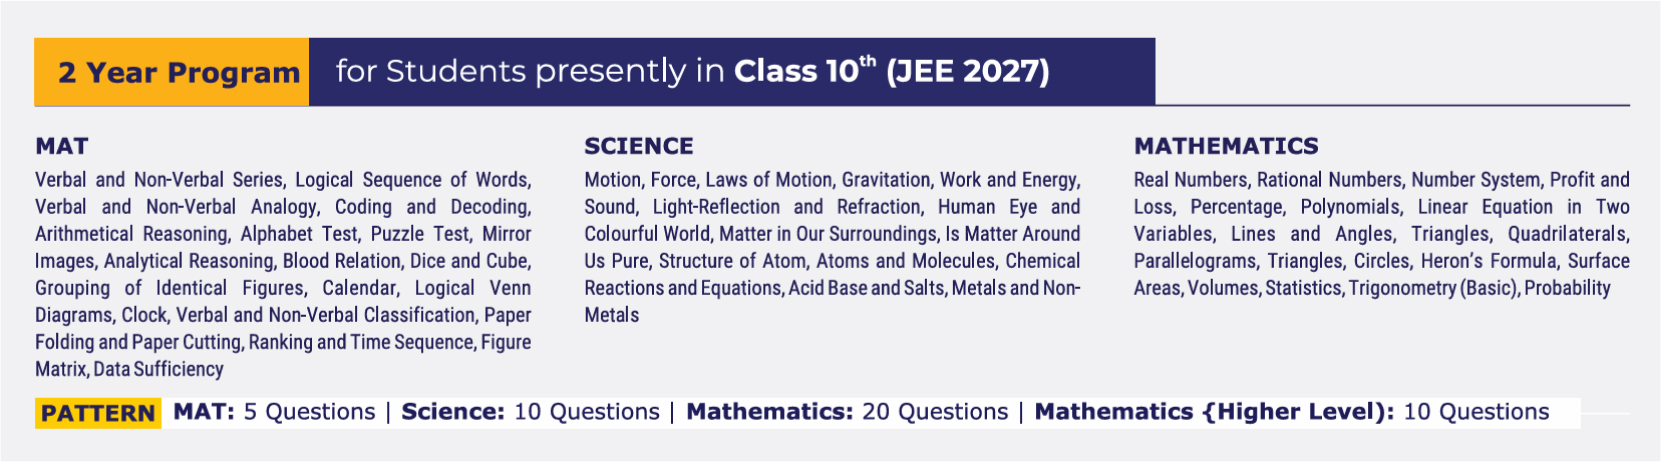 2 Year Program for Students presently in Class 10th (JEE 2027)
MAT
Verbal and Non-Verbal Series, Logical Sequence of Words,
Verbal and Non-Verbal Analogy, Coding and Decoding,
Arithmetical Reasoning, Alphabet Test, Puzzle Test, Mirror
Images, Analytical Reasoning, Blood Relation, Dice and Cube,
Grouping of Identical Figures, Calendar, Logical Venn
Diagrams, Clock, Verbal and Non-Verbal Classification, Paper
Folding and Paper Cutting, Ranking and Time Sequence, Figure
Matrix, Data Sufficiency
SCIENCE
Motion, Force, Laws of Motion, Gravitation, Work and Energy,
Sound, Light-Reflection and Refraction, Human Eye and
Colourful World, Matter in Our Surroundings, Is Matter Around
Us Pure, Structure of Atom, Atoms and Molecules, Chemical
Reactions and Equations, Acid Base and Salts, Metals and Non-
Metals
MATHEMATICS
Real Numbers, Rational Numbers, Number System, Profit and
Loss, Percentage, Polynomials, Linear Equation in Two
Variables, Lines and Angles, Triangles, Quadrilaterals,
Parallelograms, Triangles, Circles, Heron's Formula, Surface
Areas, Volumes, Statistics, Trigonometry (Basic), Probability
PATTERN MAT: 5 Questions | Science: 10 Questions | Mathematics: 20 Questions | Mathematics {Higher Level): 10 Questions